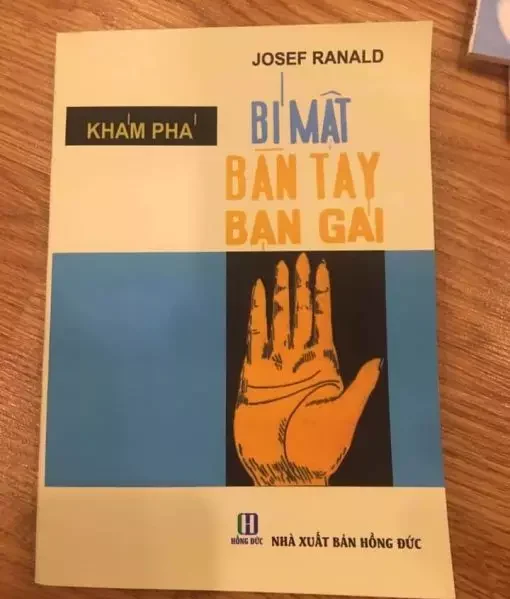 JOSEF RANALD
KHÁM PHÁ
BÍ MẬT
BÀN TAY
BẠN GÁI
H
HỒNG ĐỨC
NHÀ XUẤT BẢN HỒNG ĐỨC